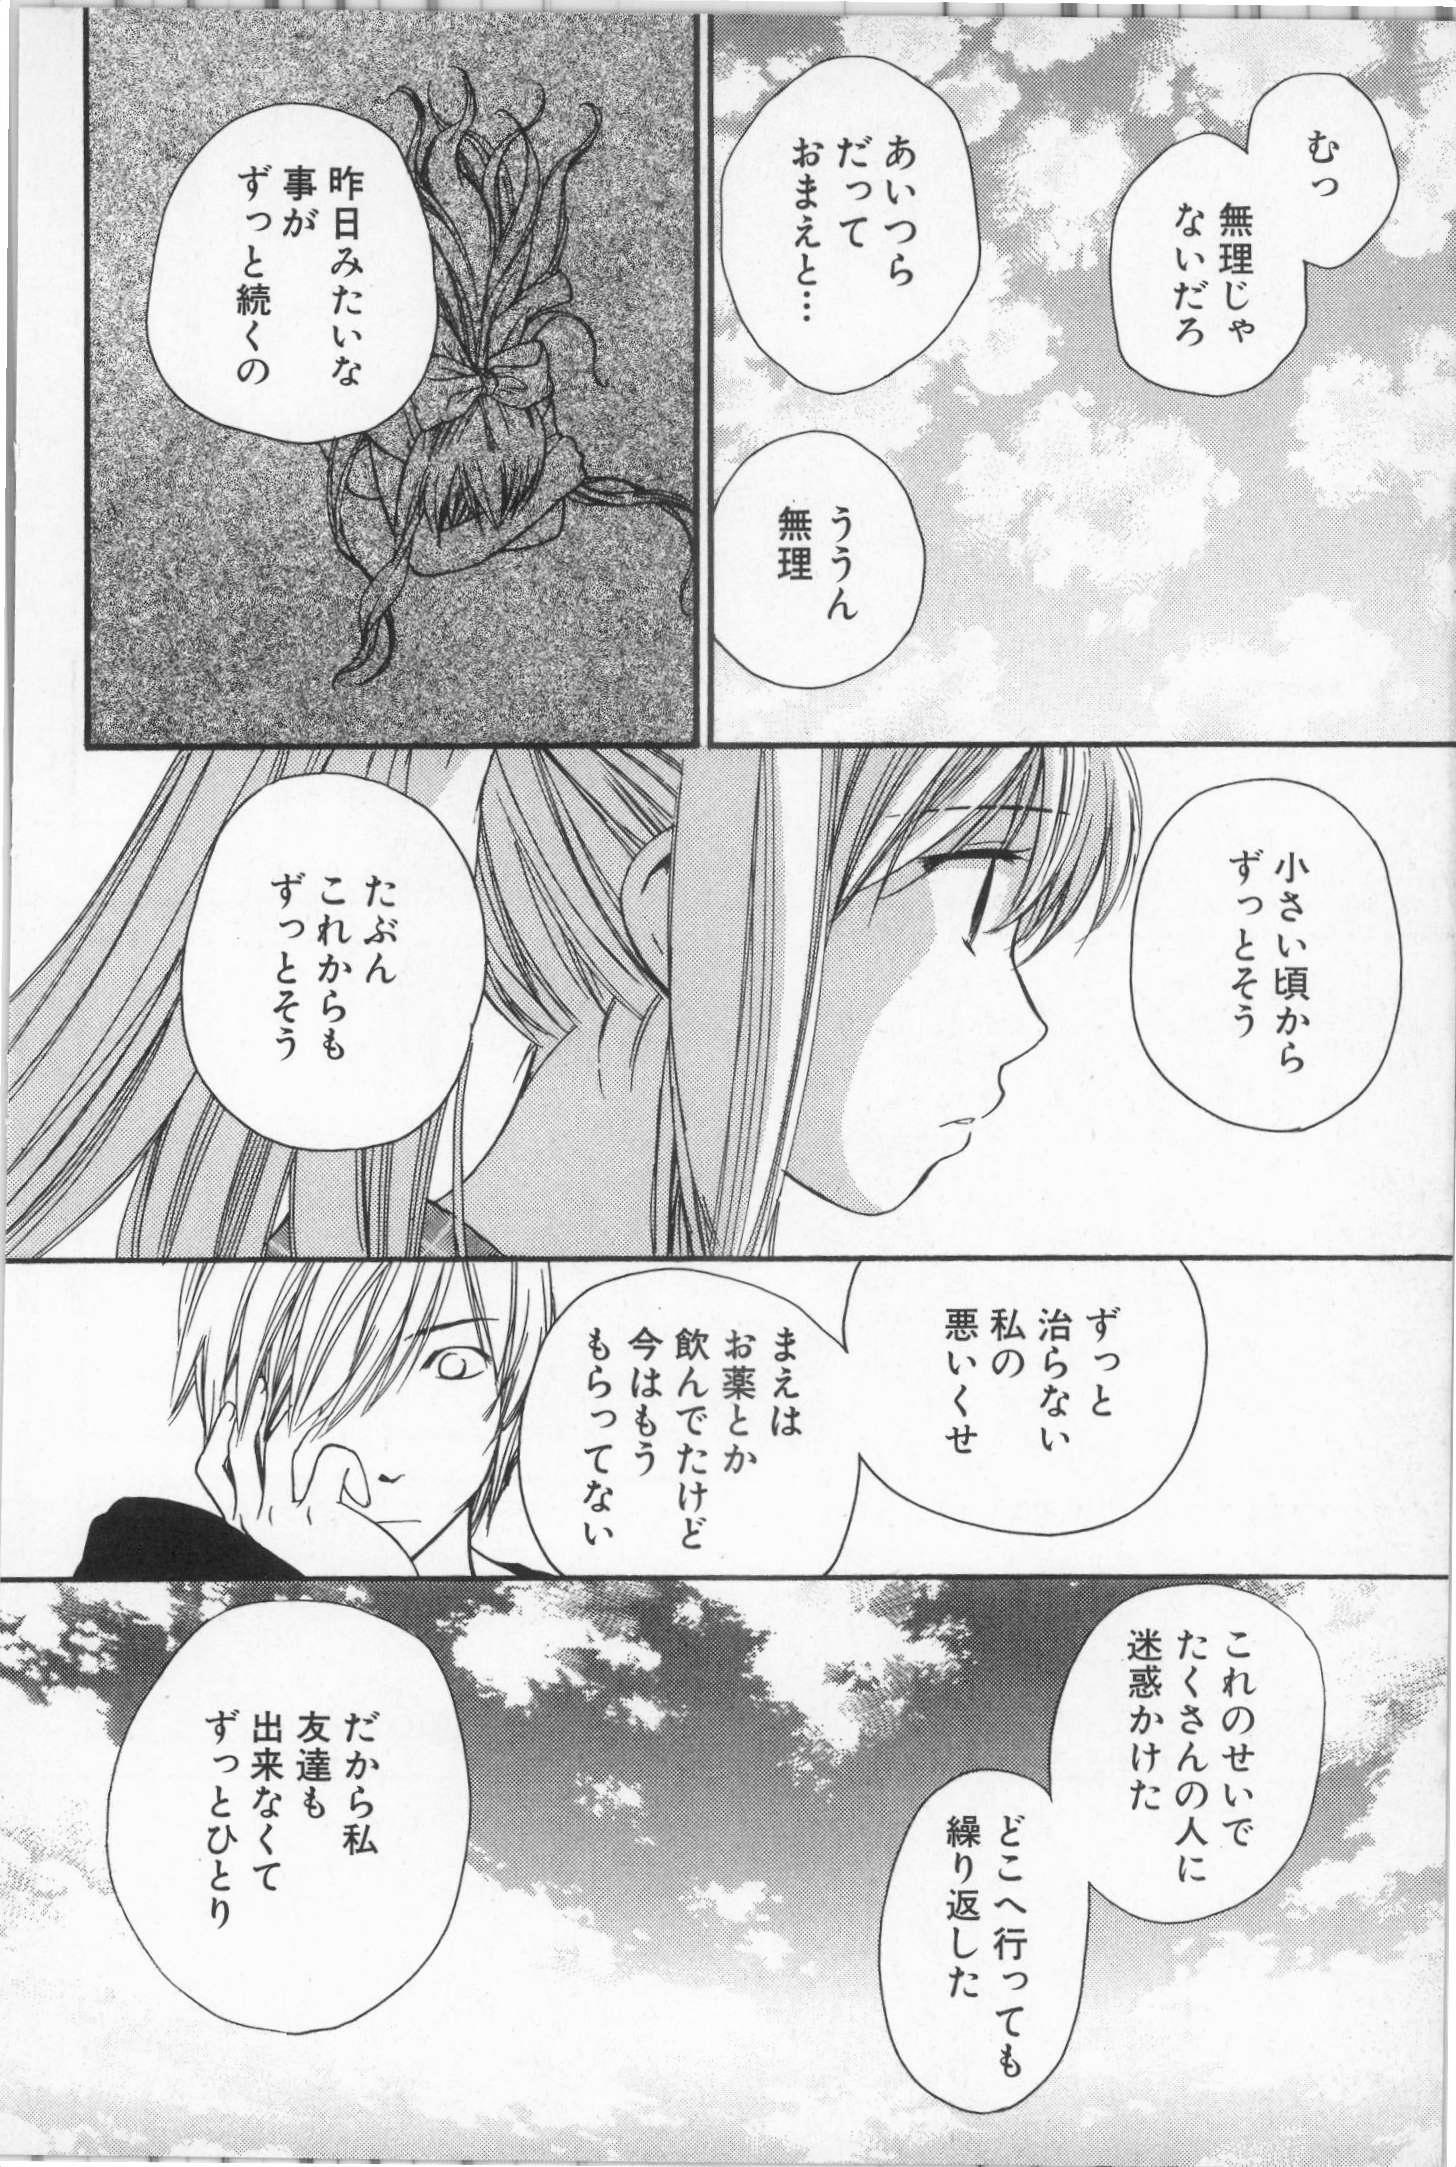 むっ
無理じゃ
ないだろ
あいつら
だって
おまえと…
ううん
無理
昨日みたいな
事が
ずっと続くの
小さい頃から
ずっとそう
たぶん
これからも
ずっとそう
ずっと
治らない
私の
悪いくせ
まえは
お薬とか
飲んでたけど
今はもう
もらってない
これのせいで
たくさんの人に
迷惑かけた
どこへ行っても
繰り返した
だから私
友達も
出来なくて
ずっとひとり